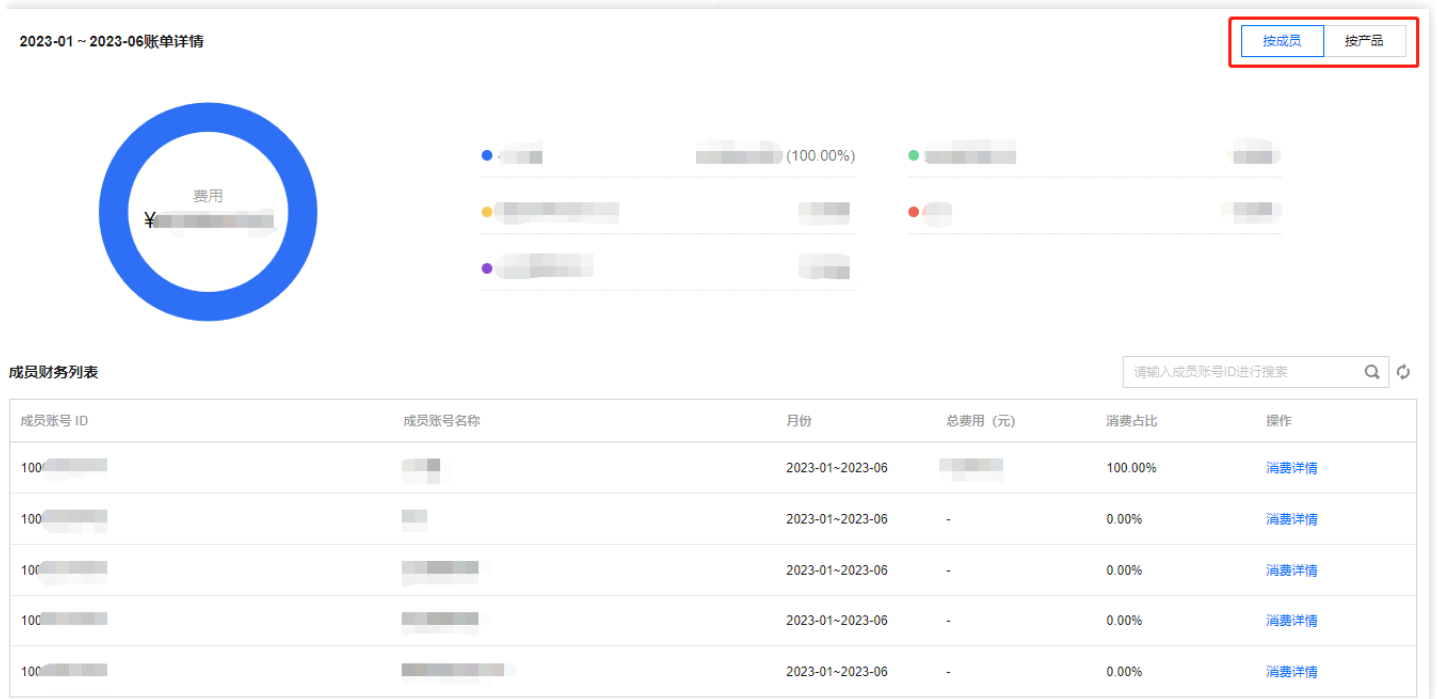 2023-01 ~ 2023-06账单详情
按成员 按产品
费用
¥
(100.00%)
成员财务列表
请输入成员账号ID进行搜索
成员账号 ID 成员账号名称 月份 总费用 (元) 消费占比 操作
100 2023-01~2023-06 100.00% 消费详情
100 2023-01~2023-06 - 0.00% 消费详情
100 2023-01~2023-06 - 0.00% 消费详情
100 2023-01~2023-06 - 0.00% 消费详情
100 2023-01~2023-06 - 0.00% 消费详情